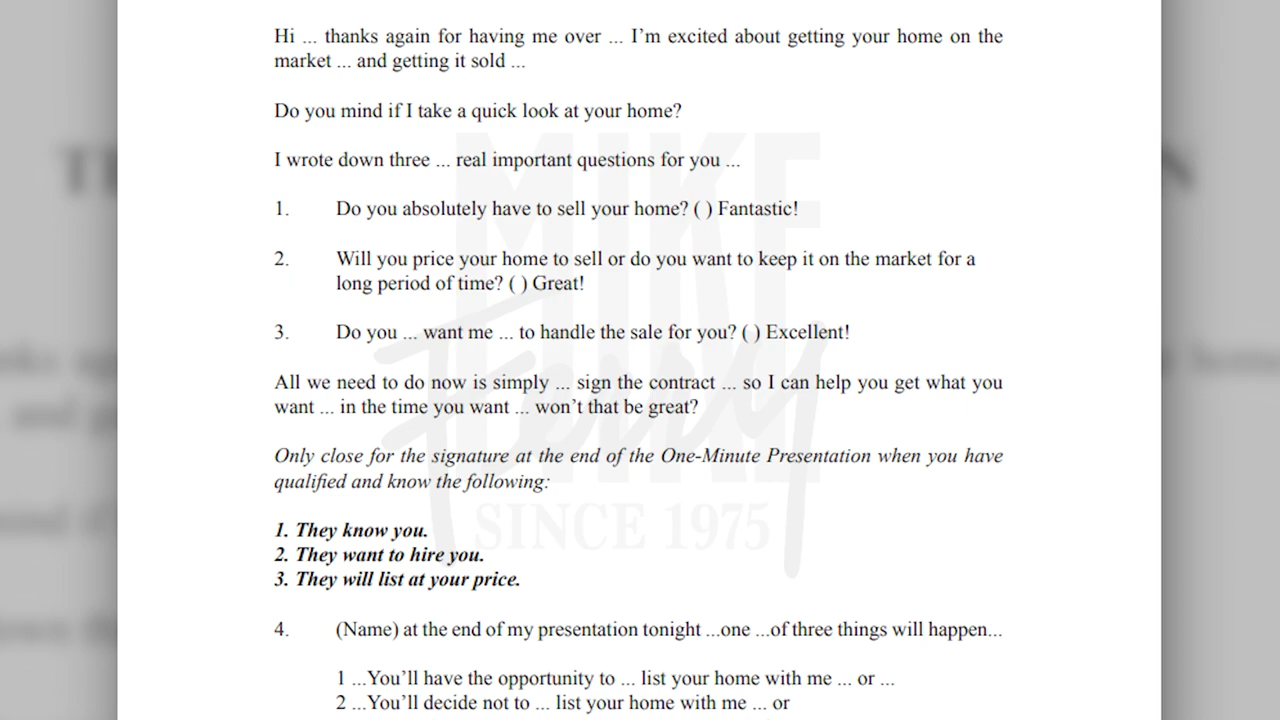 Hi ... thanks again for having me over ... I'm excited about getting your home on the
market ... and getting it sold ...
Do you mind if I take a quick look at your home?
I wrote down three ... real important questions for you ...
1. Do you absolutely have to sell your home? ( ) Fantastic!
2. Will you price your home to sell or do you want to keep it on the market for a
long period of time? ( ) Great!
3. Do you ... want me ... to handle the sale for you? ( ) Excellent!
All we need to do now is simply ... sign the contract ... so I can help you get what you
want ... in the time you want ... won't that be great?
Only close for the signature at the end of the One-Minute Presentation when you have
qualified and know the following:
1. They know you.
2. They want to hire you.
3. They will list at your price.
4. (Name) at the end of my presentation tonight ...one ...of three things will happen...
1 ...You'll have the opportunity to ... list your home with me ... or ...
2 ...You'll decide not to ... list your home with me ... or
MIKE
Ferry
SINCE 1975